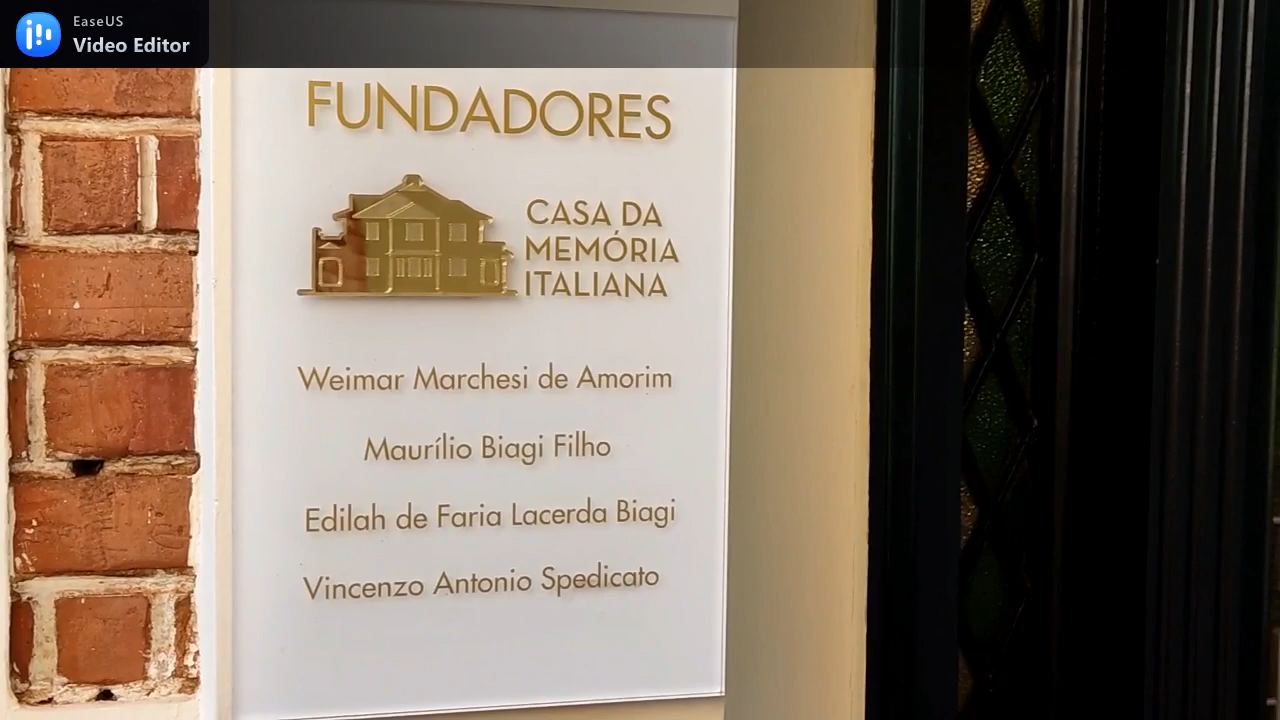 EaseUS
Video Editor
FUNDADORES
CASA DA
MEMÓRIA
ITALIANA
Weimar Marchesi de Amorim
Maurílio Biagi Filho
Edilah de Faria Lacerda Biagi
Vincenzo Antonio Spedicato